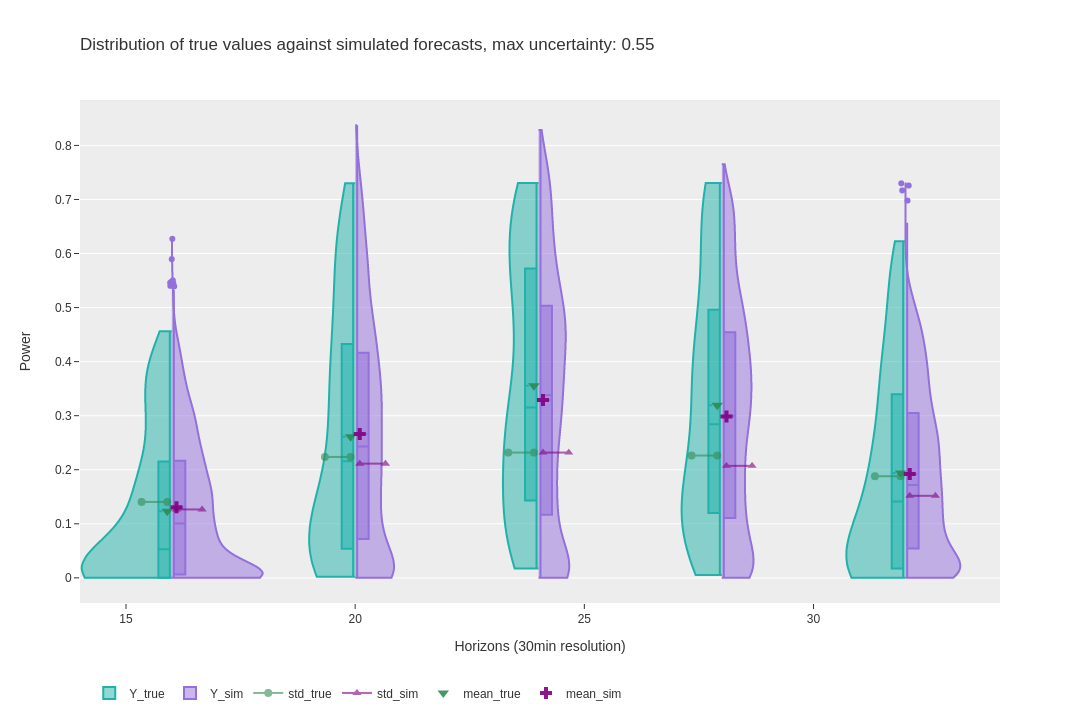 Distribution of true values against simulated forecasts, max uncertainty: 0.55
0.8
0.7
0.6
0.5
0.4
0.3
0.2
0.1
0
Power
15 20 25 30
Horizons (30min resolution)
Y_true Y_sim std_true std_sim mean_true mean_sim